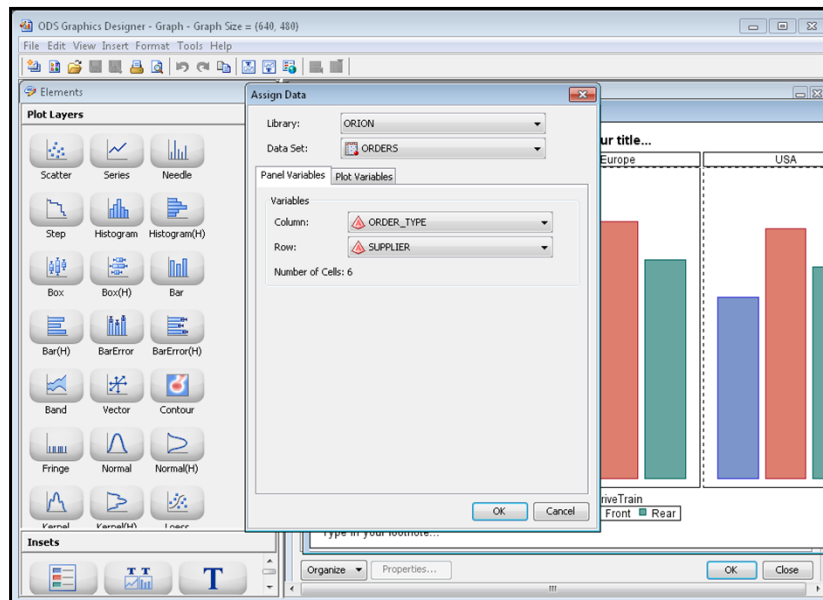 ODS Graphics Designer - Graph - Graph Size = {640, 480}
File Edit View Insert Format Tools Help
Elements
Plot Layers
Scatter Series Needle
Step Histogram Histogram(H)
Box Box(H) Bar
Bar(H) BarError BarError(H)
Band Vector Contour
Fringe Normal Normal(H)
Kernel Kernel(H) Loess
Insets
T T T
Assign Data
Library: ORION
Data Set: ORDERS
Panel Variables Plot Variables
Variables
Column: ORDER_TYPE
Row: SUPPLIER
Number of Cells: 6
OK Cancel
ur title...
Europe USA
riveTrain
Front Rear
Type in your footnote...
Organize Properties... OK Close